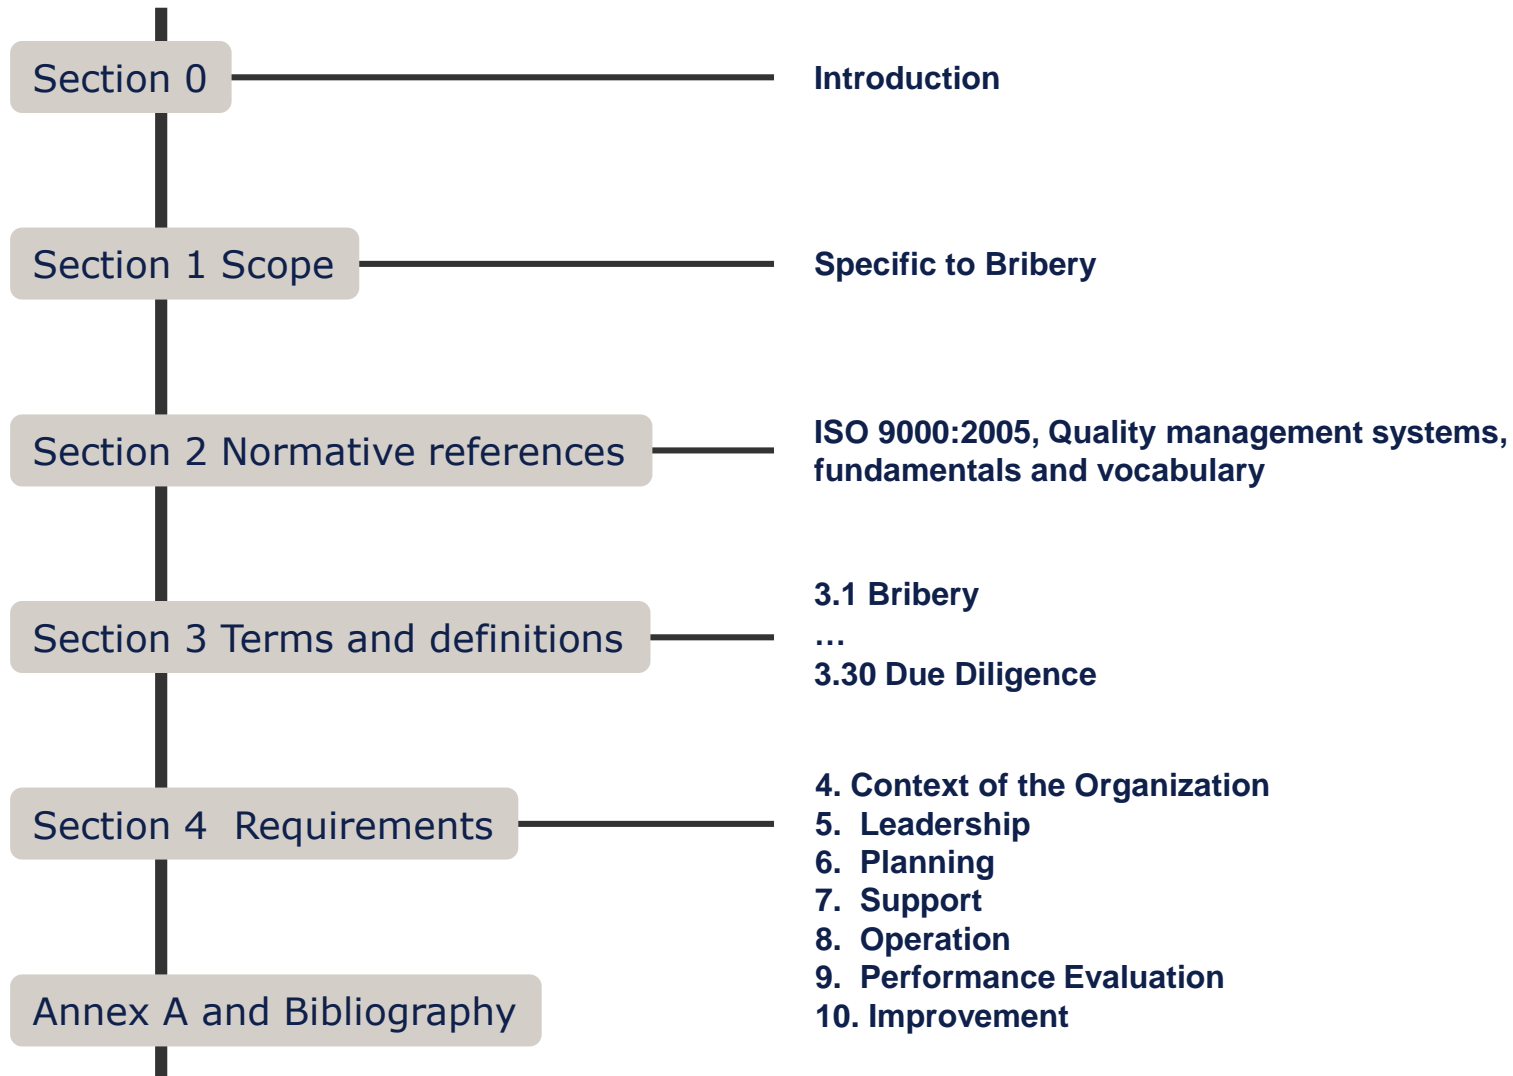 Section 0
Introduction
Section 1 Scope
Specific to Bribery
Section 2 Normative references
ISO 9000:2005, Quality management systems,
fundamentals and vocabulary
Section 3 Terms and definitions
3.1 Bribery
…
3.30 Due Diligence
Section 4  Requirements
4. Context of the Organization
5.  Leadership
6.  Planning
7.  Support
8.  Operation
9.  Performance Evaluation
10. Improvement
Annex A and Bibliography